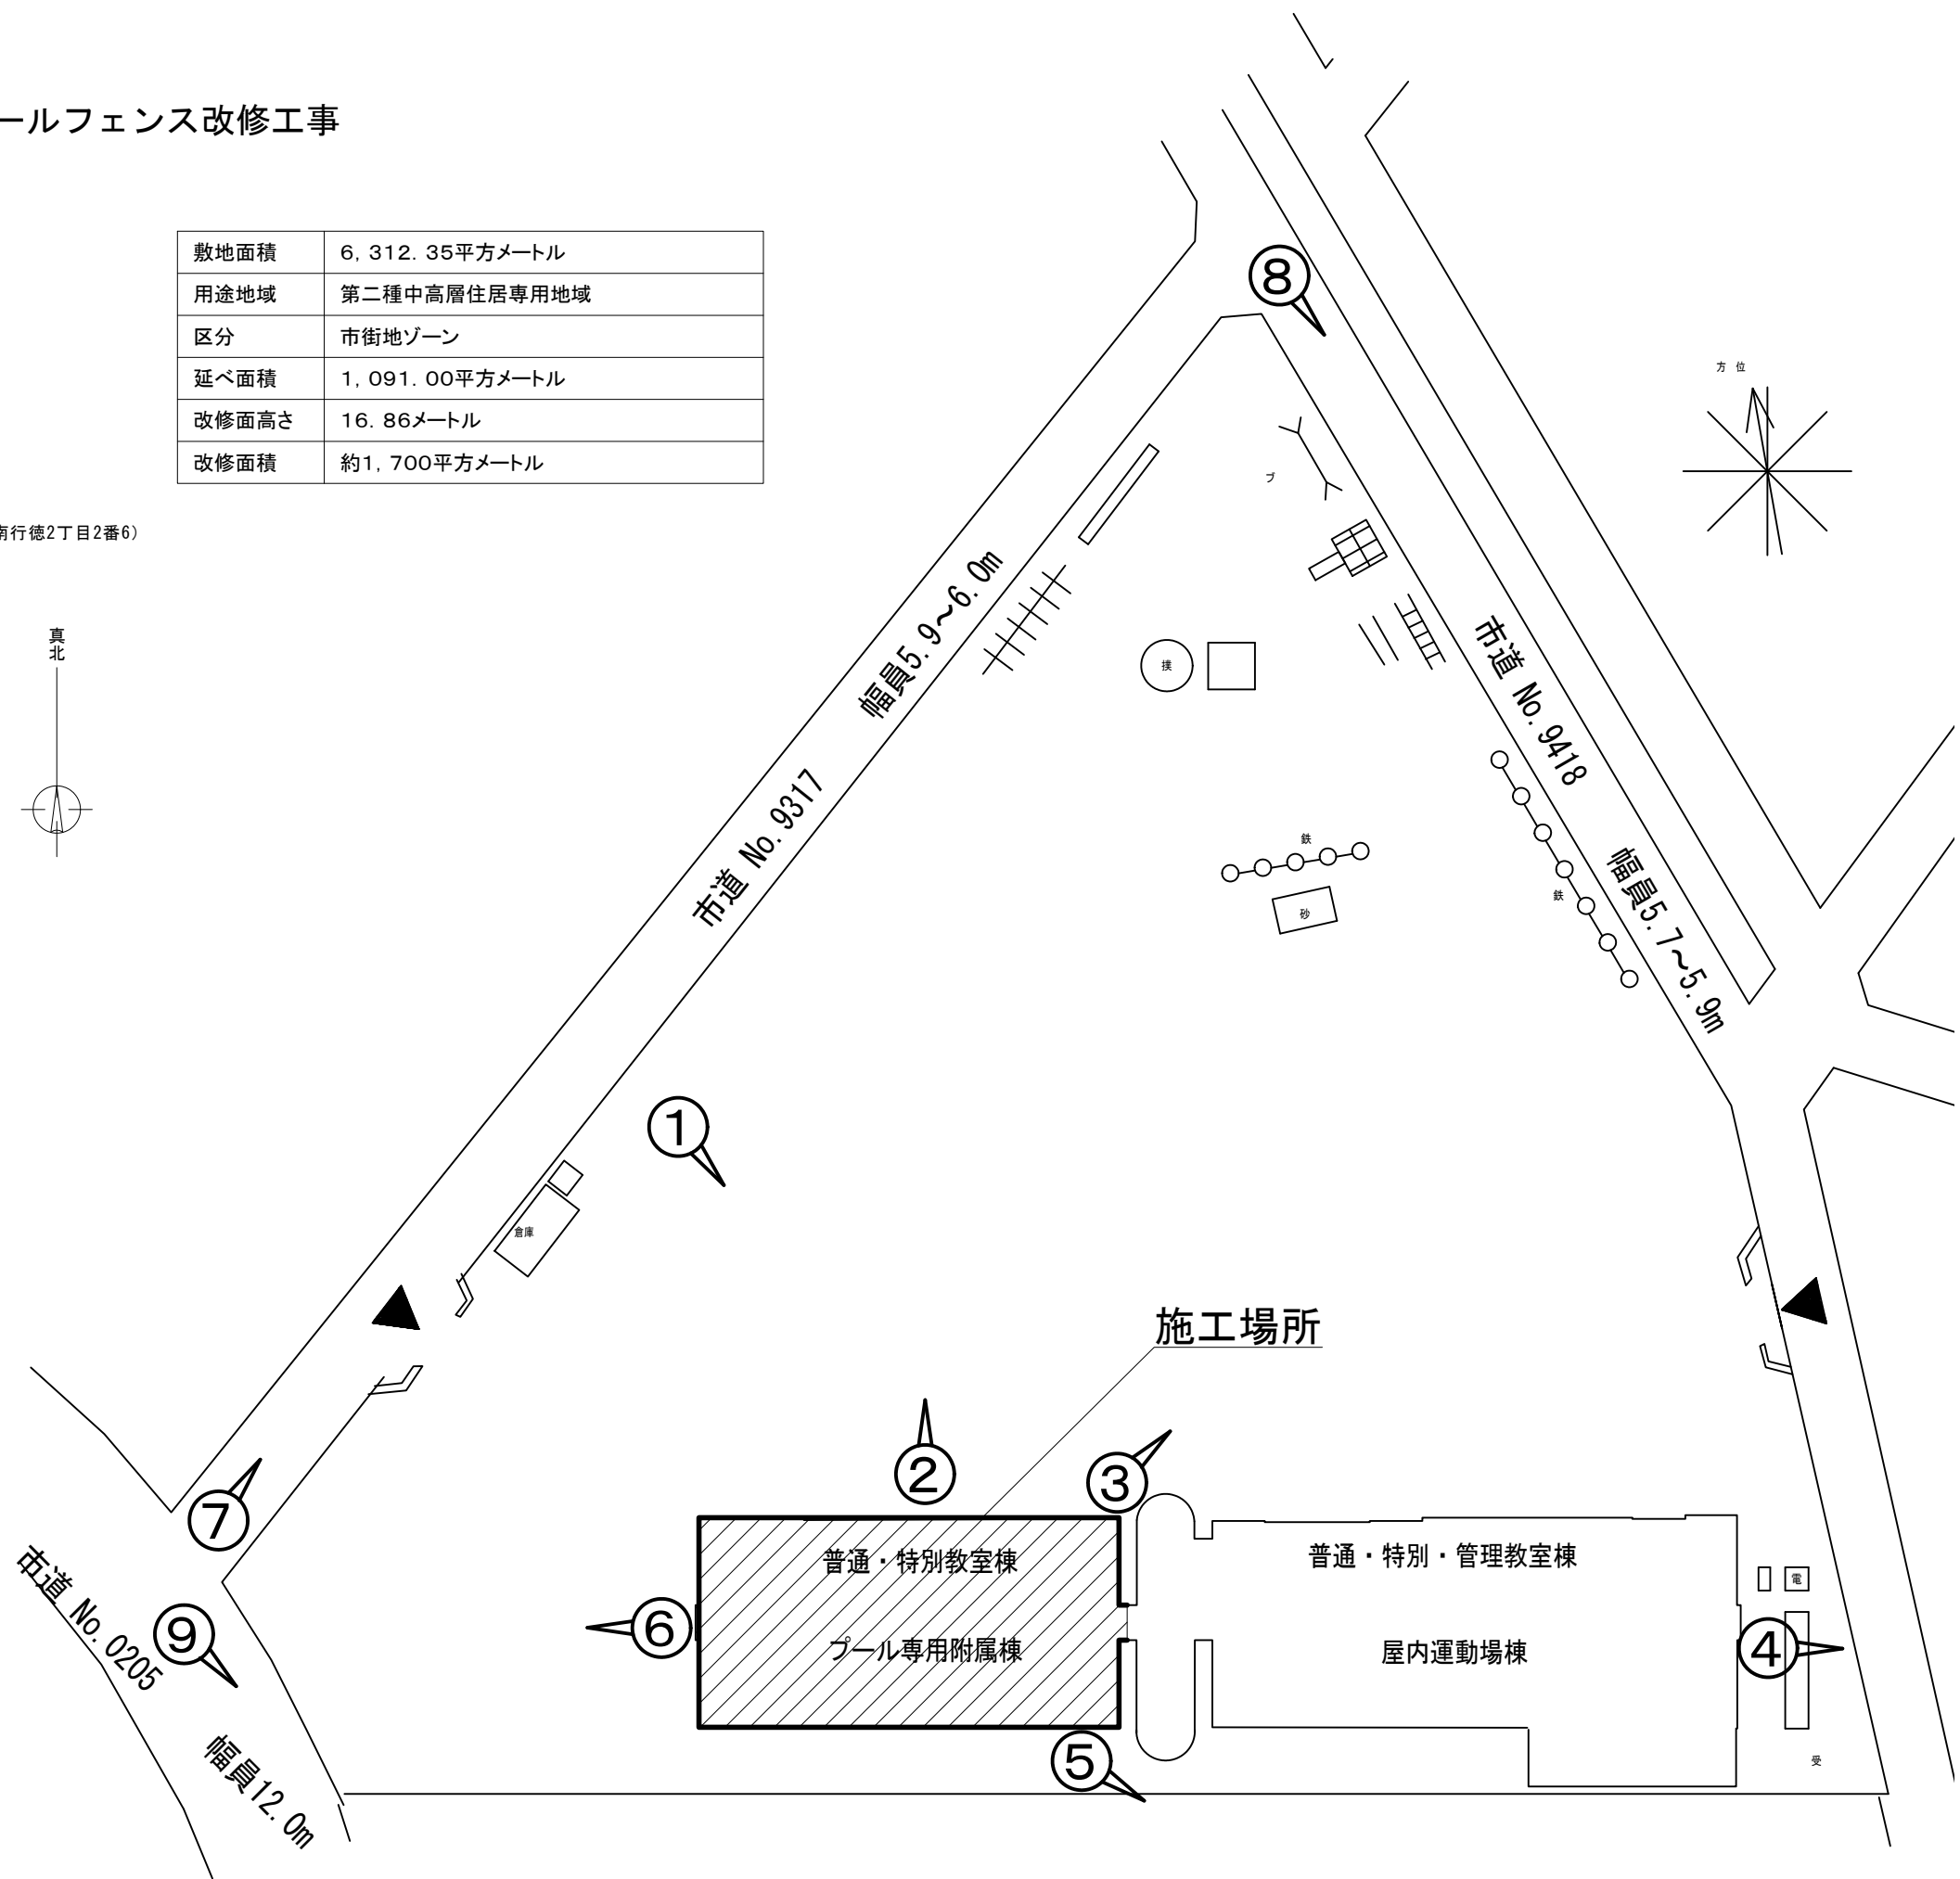 ールフェンス改修工事
敷地面積 6,312.35平方メートル
用途地域 第二種中高層住居専用地域
区分 市街地ゾーン
延べ面積 1,091.00平方メートル
改修面高さ 16.86メートル
改修面積 約1,700平方メートル
南行徳2丁目2番6)
真北
方 位
⑧
ブ
市道 No.9317 幅員5.9〜6.0m
市道 No.9418 幅員5.7〜5.9m
撲
鉄
砂
鉄
①
倉庫
施工場所
②
③
⑦
普通・特別教室棟
プール専用附属棟
普通・特別・管理教室棟
屋内運動場棟
電
④
⑥
⑨
⑤
受
市道 No.0205 幅員12.0m